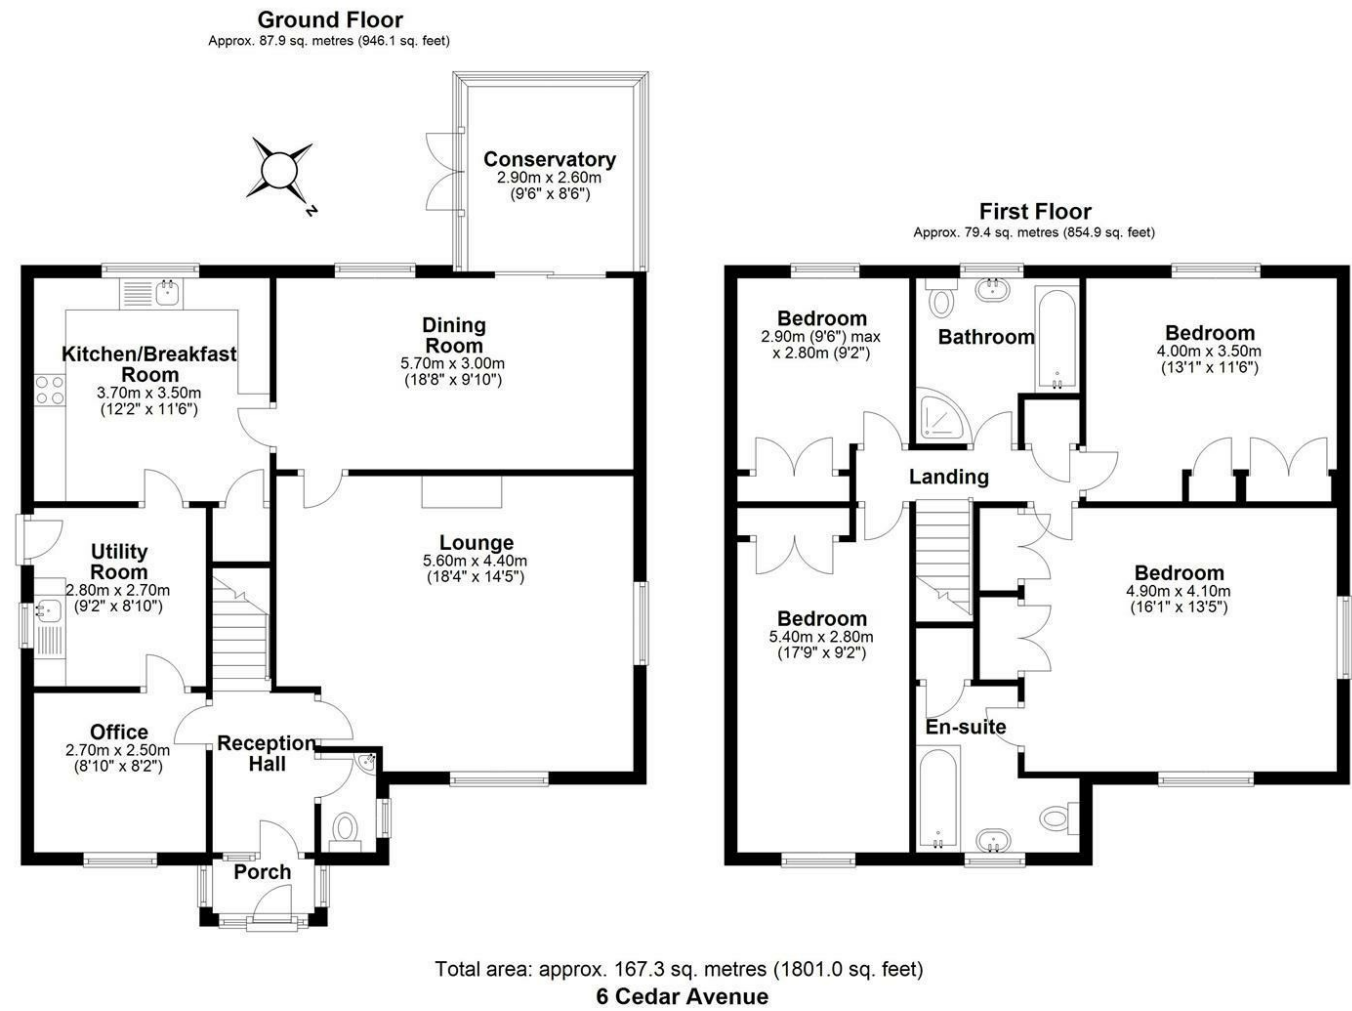 Ground Floor
Approx. 87.9 sq. metres (946.1 sq. feet)
Conservatory
2.90m x 2.60m
(9'6" x 8'6")
N
Dining
Room
5.70m x 3.00m
(18'8" x 9'10")
Kitchen/Breakfast
Room
3.70m x 3.50m
(12'2" x 11'6")
Lounge
5.60m x 4.40m
(18'4" x 14'5")
Utility
Room
2.80m x 2.70m
(9'2" x 8'10")
Office
2.70m x 2.50m
(8'10" x 8'2")
Reception
Hall
Porch
First Floor
Approx. 79.4 sq. metres (854.9 sq. feet)
Bedroom
2.90m (9'6") max
x 2.80m (9'2")
Bathroom
Bedroom
4.00m x 3.50m
(13'1" x 11'6")
Landing
Bedroom
4.90m x 4.10m
(16'1" x 13'5")
Bedroom
5.40m x 2.80m
(17'9" x 9'2")
En-suite
Total area: approx. 167.3 sq. metres (1801.0 sq. feet)
6 Cedar Avenue